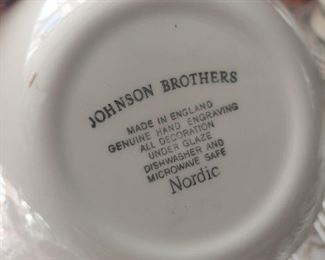 JOHNSON BROTHERS
MADE IN ENGLAND
GENUINE HAND ENGRAVING
ALL DECORATION
UNDER GLAZE
DISHWASHER AND
MICROWAVE SAFE
Nordic